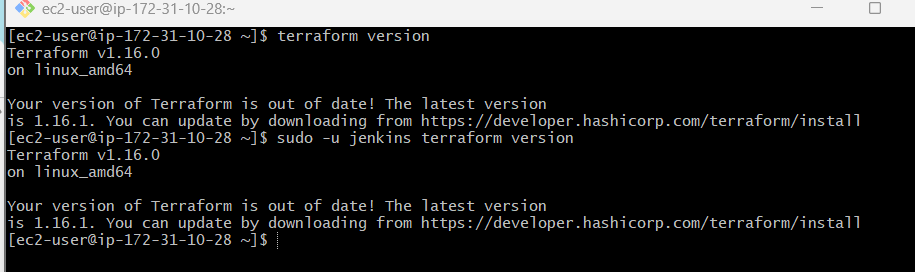 ec2-user@ip-172-31-10-28:~
[ec2-user@ip-172-31-10-28 ~]$ terraform version
Terraform v1.16.0
on linux_amd64
Your version of Terraform is out of date! The latest version
is 1.16.1. You can update by downloading from https://developer.hashicorp.com/terraform/install
[ec2-user@ip-172-31-10-28 ~]$ sudo -u jenkins terraform version
Terraform v1.16.0
on linux_amd64
Your version of Terraform is out of date! The latest version
is 1.16.1. You can update by downloading from https://developer.hashicorp.com/terraform/install
[ec2-user@ip-172-31-10-28 ~]$